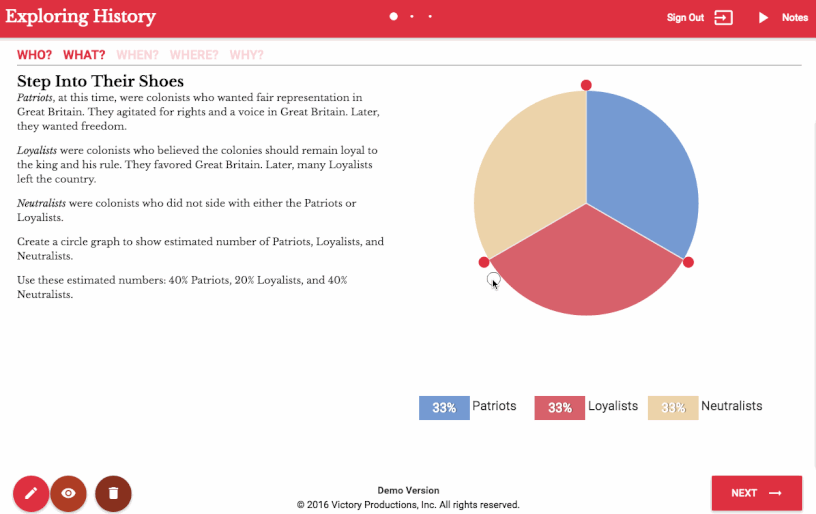 Exploring History
Sign Out
Notes
WHO? WHAT? WHEN? WHERE? WHY?
Step Into Their Shoes
Patriots, at this time, were colonists who wanted fair representation in
Great Britain. They agitated for rights and a voice in Great Britain. Later,
they wanted freedom.
Loyalists were colonists who believed the colonies should remain loyal to
the king and his rule. They favored Great Britain. Later, many Loyalists
left the country.
Neutralists were colonists who did not side with either the Patriots or
Loyalists.
Create a circle graph to show estimated number of Patriots, Loyalists, and
Neutralists.
Use these estimated numbers: 40% Patriots, 20% Loyalists, and 40%
Neutralists.
33% Patriots 33% Loyalists 33% Neutralists
Demo Version
© 2016 Victory Productions, Inc. All rights reserved.
NEXT